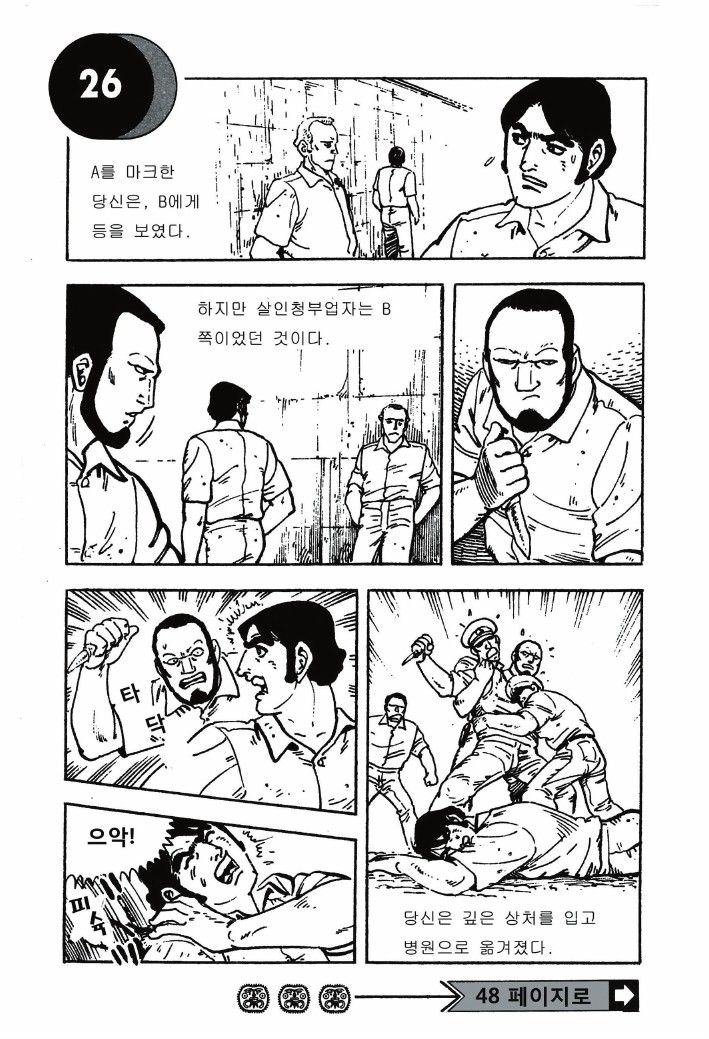 26
A를 마크한
당신은, B에게
등을 보였다.
하지만 살인청부업자는 B
쪽이었던 것이다.
타
닥
으악!
피
슉
당신은 깊은 상처를 입고
병원으로 옮겨졌다.
48 페이지로